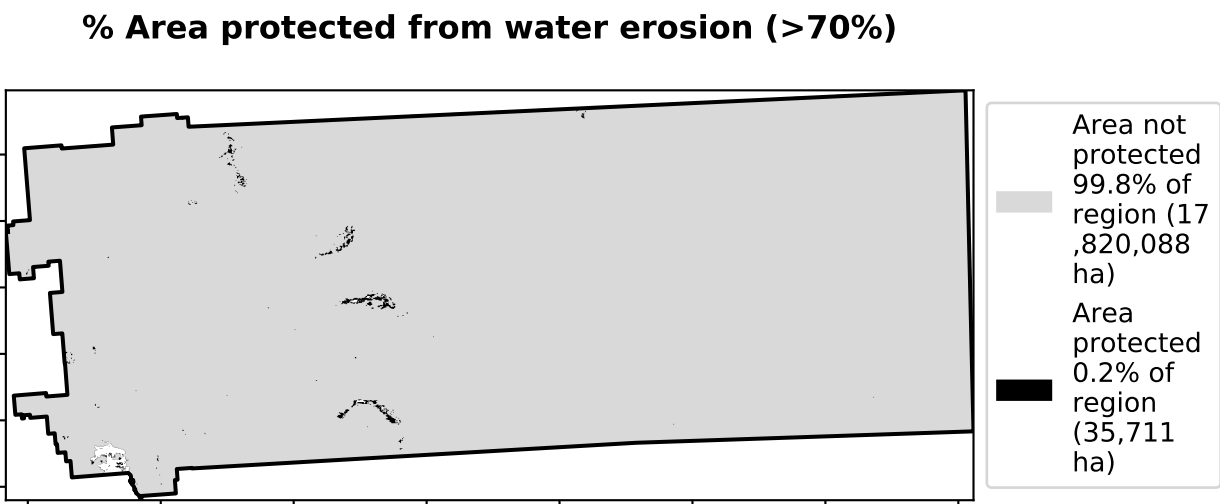 % Area protected from water erosion (>70%)
Area not
protected
99.8% of
region (17
,820,088
ha)
Area
protected
0.2% of
region
(35,711
ha)